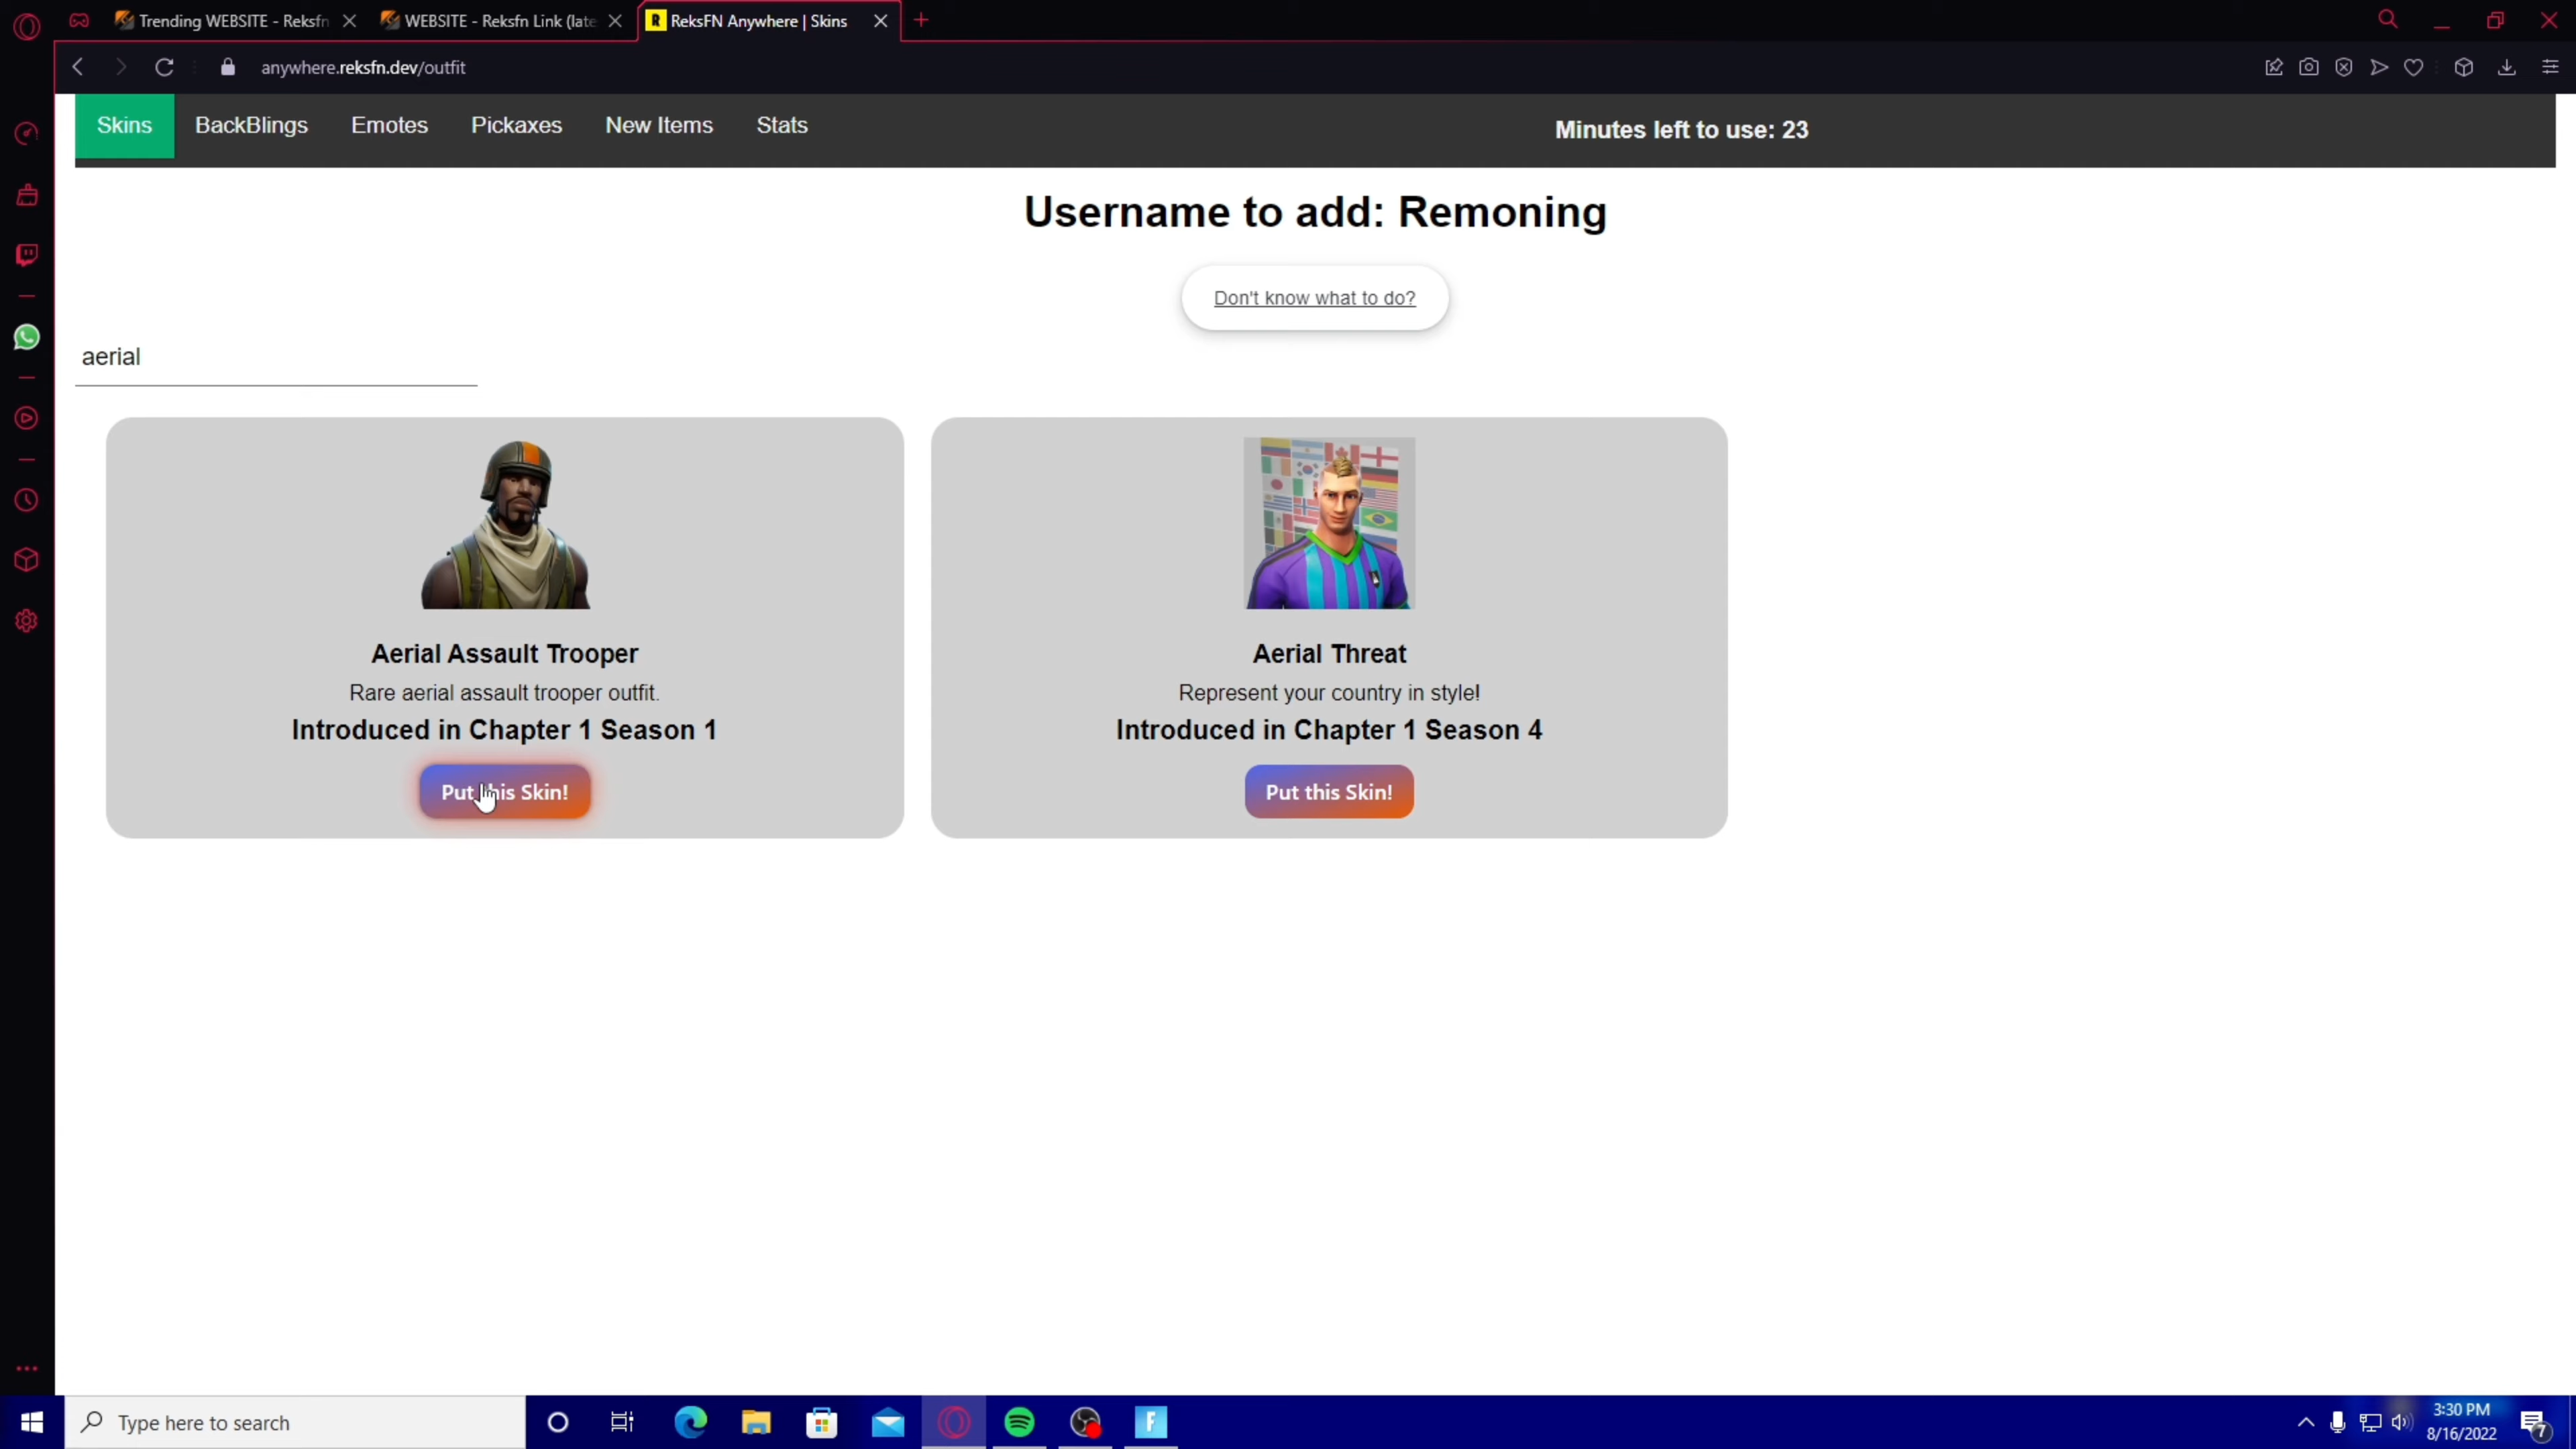 Trending WEBSITE - Reksfn
WEBSITE - Reksfn Link (late
R ReksFN Anywhere | Skins
anywhere.reksfn.dev/outfit
Skins BackBlings Emotes Pickaxes New Items Stats Minutes left to use: 23
Username to add: Remoning
Don't know what to do?
aerial
Aerial Assault Trooper
Rare aerial assault trooper outfit.
Introduced in Chapter 1 Season 1
Put this Skin!
Aerial Threat
Represent your country in style!
Introduced in Chapter 1 Season 4
Put this Skin!
Type here to search
F
3:30 PM
8/16/2022
7